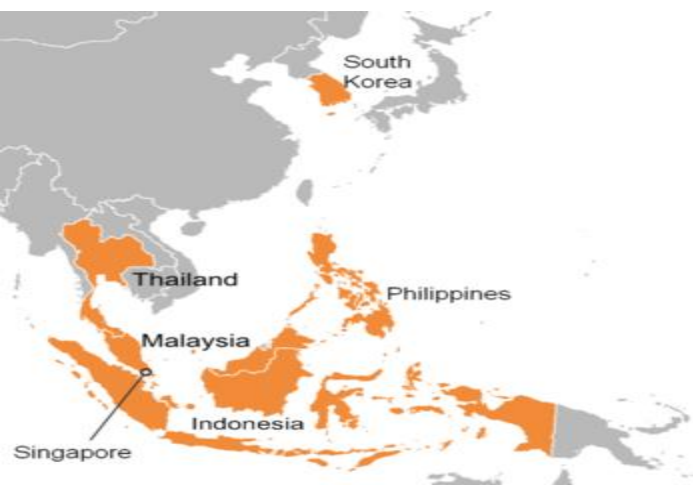 South
Korea
Thailand
Philippines
Malaysia
Indonesia
Singapore